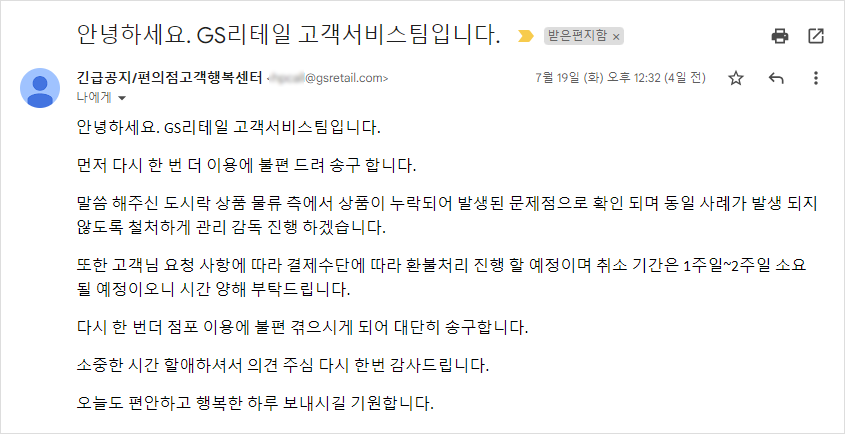 안녕하세요. GS리테일 고객서비스팀입니다.
받은편지함 ×
긴급공지/편의점고객행복센터 @gsretail.com>
7월 19일 (화) 오후 12:32 (4일 전)
나에게
안녕하세요. GS리테일 고객서비스팀입니다.
먼저 다시 한 번 더 이용에 불편 드려 송구 합니다.
말씀 해주신 도시락 상품 물류 측에서 상품이 누락되어 발생된 문제점으로 확인 되며 동일 사례가 발생 되지
않도록 철처하게 관리 감독 진행 하겠습니다.
또한 고객님 요청 사항에 따라 결제수단에 따라 환불처리 진행 할 예정이며 취소 기간은 1주일~2주일 소요
될 예정이오니 시간 양해 부탁드립니다.
다시 한 번더 점포 이용에 불편 겪으시게 되어 대단히 송구합니다.
소중한 시간 할애하셔서 의견 주심 다시 한번 감사드립니다.
오늘도 편안하고 행복한 하루 보내시길 기원합니다.